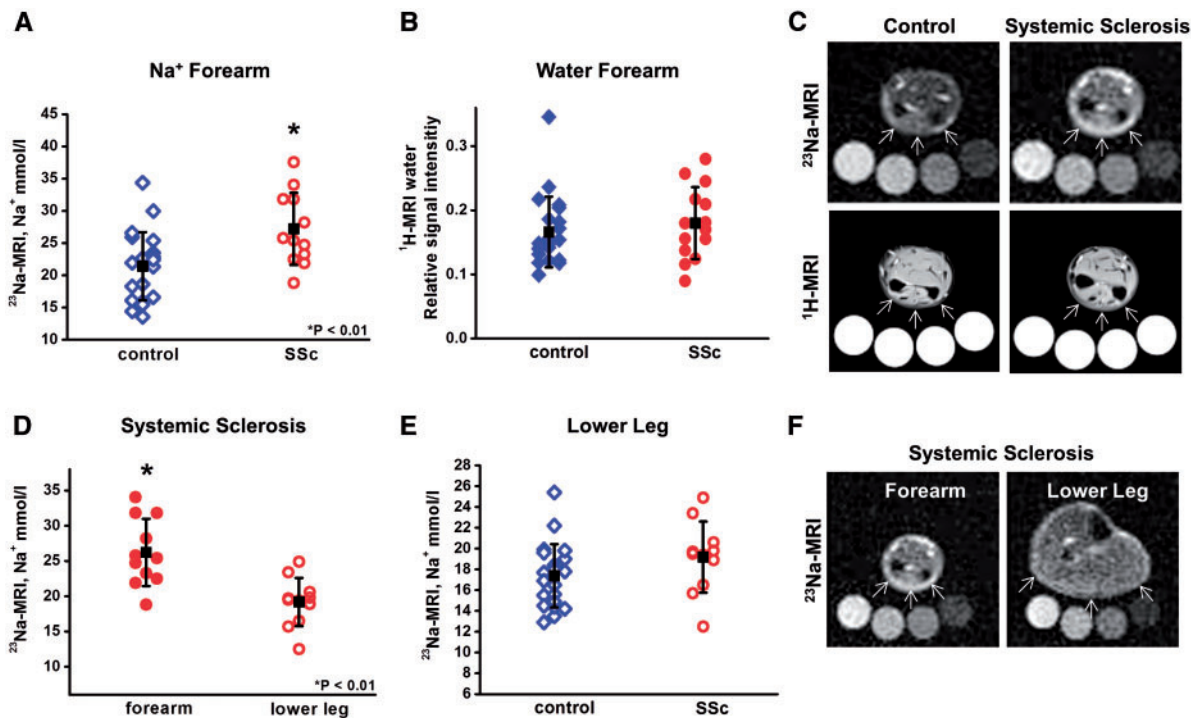 A
Na⁺ Forearm
²³Na-MRI, Na⁺ mmol/l
45
40
35
30
25
20
15
10
*
control
SSc
*P < 0.01
B
Water Forearm
¹H-MRI water
Relative signal intensitiy
0.3
0.2
0.1
0.0
control
SSc
C
Control
Systemic Sclerosis
²³Na-MRI
¹H-MRI
D
Systemic Sclerosis
²³Na-MRI, Na⁺ mmol/l
35
30
25
20
15
10
*
forearm
lower leg
*P < 0.01
E
Lower Leg
²³Na-MRI, Na⁺ mmol/l
28
26
24
22
20
18
16
14
12
10
8
6
control
SSc
F
Systemic Sclerosis
²³Na-MRI
Forearm
Lower Leg